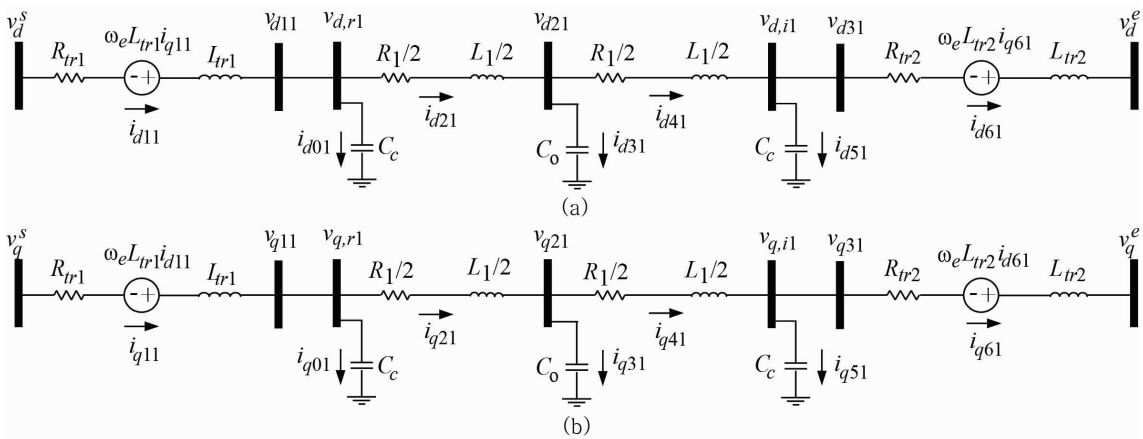 v_d^s R_tr1 ω_e L_tr1 i_q11 L_tr1 v_d11 v_d,r1 R_1/2 L_1/2 v_d21 R_1/2 L_1/2 v_d,i1 v_d31 R_tr2 ω_e L_tr2 i_q61 L_tr2 v_d^e
- + - +
i_d11 i_d21 i_d41 i_d61
i_d01 C_c C_o i_d31 C_c i_d51
(a)
v_q^s R_tr1 ω_e L_tr1 i_d11 L_tr1 v_q11 v_q,r1 R_1/2 L_1/2 v_q21 R_1/2 L_1/2 v_q,i1 v_q31 R_tr2 ω_e L_tr2 i_d61 L_tr2 v_q^e
- + - +
i_q11 i_q21 i_q41 i_q61
i_q01 C_c C_o i_q31 C_c i_q51
(b)